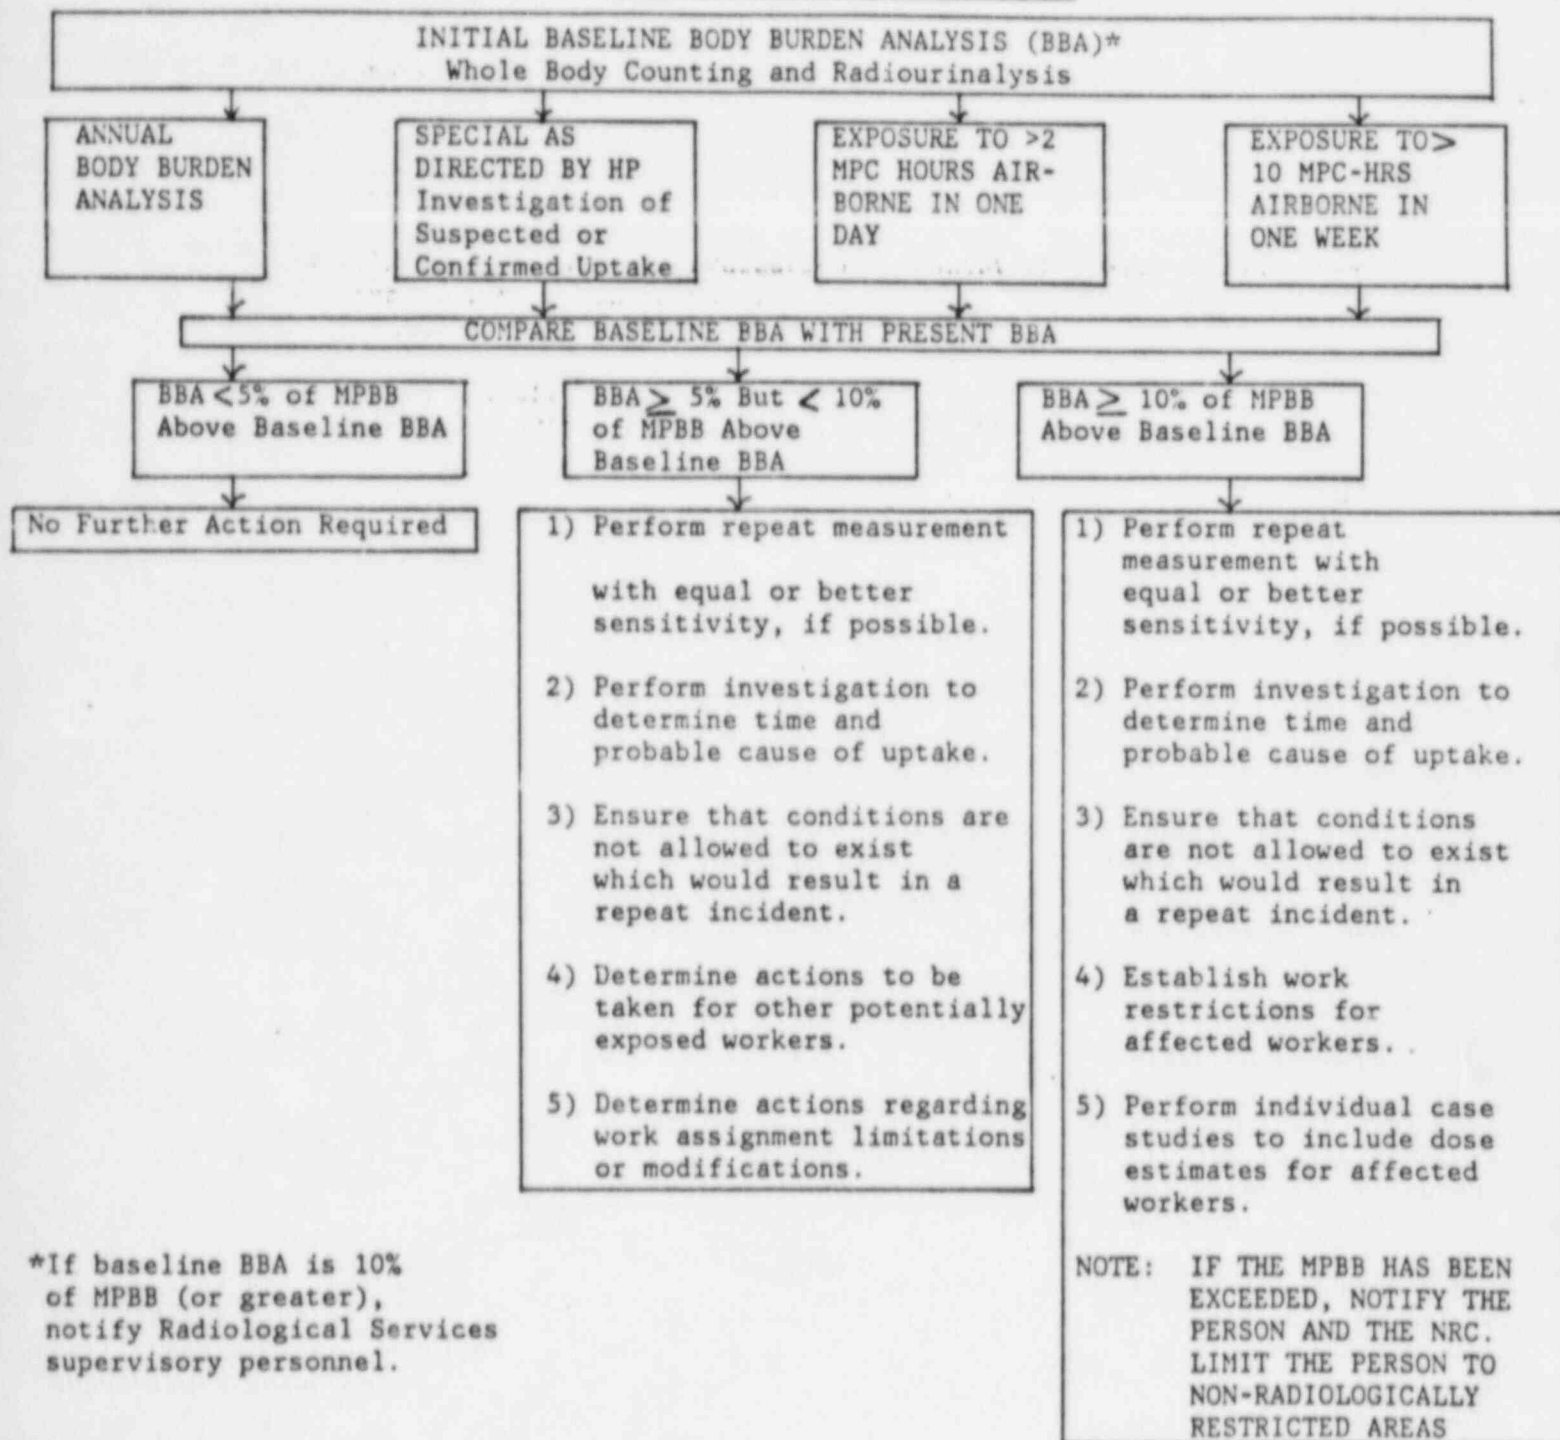 INITIAL BASELINE BODY BURDEN ANALYSIS (BBA)*
Whole Body Counting and Radiourinalysis
ANNUAL
BODY BURDEN
ANALYSIS
SPECIAL AS
DIRECTED BY HP
Investigation of
Suspected or
Confirmed Uptake
EXPOSURE TO >2
MPC HOURS AIR-
BORNE IN ONE
DAY
EXPOSURE TO>
10 MPC-HRS
AIRBORNE IN
ONE WEEK
COMPARE BASELINE BBA WITH PRESENT BBA
BBA <5% of MPBB
Above Baseline BBA
BBA ≥ 5% But < 10%
of MPBB Above
Baseline BBA
BBA ≥ 10% of MPBB
Above Baseline BBA
No Further Action Required
1) Perform repeat measurement
with equal or better
sensitivity, if possible.
2) Perform investigation to
determine time and
probable cause of uptake.
3) Ensure that conditions are
not allowed to exist
which would result in a
repeat incident.
4) Determine actions to be
taken for other potentially
exposed workers.
5) Determine actions regarding
work assignment limitations
or modifications.
1) Perform repeat
measurement with
equal or better
sensitivity, if possible.
2) Perform investigation to
determine time and
probable cause of uptake.
3) Ensure that conditions
are not allowed to exist
which would result in
a repeat incident.
4) Establish work
restrictions for
affected workers.
5) Perform individual case
studies to include dose
estimates for affected
workers.
NOTE: IF THE MPBB HAS BEEN
EXCEEDED, NOTIFY THE
PERSON AND THE NRC.
LIMIT THE PERSON TO
NON-RADIOLOGICALLY
RESTRICTED AREAS
*If baseline BBA is 10%
of MPBB (or greater),
notify Radiological Services
supervisory personnel.